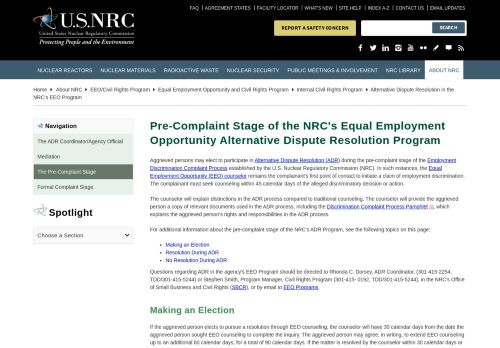 FAQ | AGREEMENT STATES | FACILITY LOCATOR | WHAT'S NEW | SITE HELP | INDEX A-Z | CONTACT US | EMAIL UPDATES
U.S.NRC
United States Nuclear Regulatory Commission
Protecting People and the Environment
REPORT A SAFETY CONCERN
SEARCH
NUCLEAR REACTORS NUCLEAR MATERIALS RADIOACTIVE WASTE NUCLEAR SECURITY PUBLIC MEETINGS & INVOLVEMENT NRC LIBRARY ABOUT NRC
Home About NRC EEO/Civil Rights Program Equal Employment Opportunity and Civil Rights Program Internal Civil Rights Program Alternative Dispute Resolution in the
NRC's EEO Program
Navigation
The ADR Coordinator/Agency Official
Mediation
The Pre Complaint Stage
Formal Complaint Stage
Spotlight
Choose a Section
Pre-Complaint Stage of the NRC's Equal Employment
Opportunity Alternative Dispute Resolution Program
Aggrieved persons may elect to participate in Alternative Dispute Resolution (ADR) during the pre-complaint stage of the Employment
Discrimination Complaint Process established by the U.S. Nuclear Regulatory Commission (NRC). In such instances, the Equal
Employment Opportunity (EEO) counselor remains the complainant's first point of contact to initiate a claim of employment discrimination.
The complainant must seek counseling within 45 calendar days of the alleged discriminatory decision or action.
The counselor will explain distinctions in the ADR process compared to traditional counseling. The counselor will provide the aggrieved
person a copy of relevant documents used in the ADR process, including the Discrimination Complaint Process Pamphlet, which
explains the aggrieved person's rights and responsibilities in the ADR process.
For additional information about the pre-complaint stage of the NRC's ADR Program, see the following topics on this page:
Making an Election
Resolution During ADR
No Resolution During ADR
Questions regarding ADR in the agency's EEO Program should be directed to Rhonda C. Dorsey, ADR Coordinator, (301-415-2254,
TDD/301-415-5244) or Stephen Smith, Program Manager, Civil Rights Program (301-415- 0192, TDD/301-415-5244), in the NRC's Office
of Small Business and Civil Rights (SBCR), or by email to EEO Programs.
Making an Election
If the aggrieved person elects to pursue a resolution through EEO counseling, the counselor will have 30 calendar days from the date the
aggrieved person sought EEO counseling to complete the inquiry. The aggrieved person may agree, in writing, to extend EEO counseling
up to an additional 60 calendar days, for a total of 90 calendar days. If the matter is resolved by the counselor within 30 calendar days or